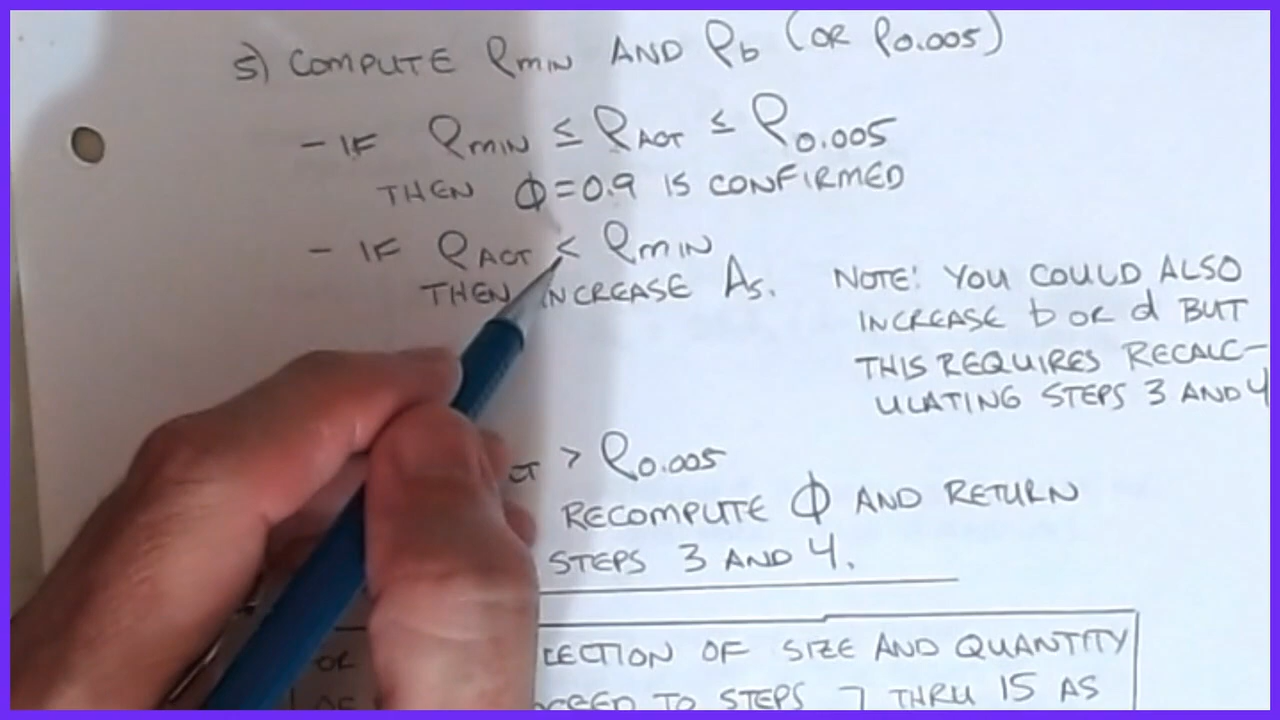 5) COMPUTE ρMIN AND ρb (OR ρ0.005)
- IF ρMIN ≤ ρACT ≤ ρ0.005
THEN ϕ=0.9 IS CONFIRMED
- IF ρACT < ρMIN
THEN INCREASE As.
NOTE: YOU COULD ALSO
INCREASE b OR d BUT
THIS REQUIRES RECALC-
ULATING STEPS 3 AND 4
CT > ρ0.005
RECOMPUTE ϕ AND RETURN
STEPS 3 AND 4.
OR ECTION OF SIZE AND QUANTITY
TO STEPS 7 THRU 15 AS